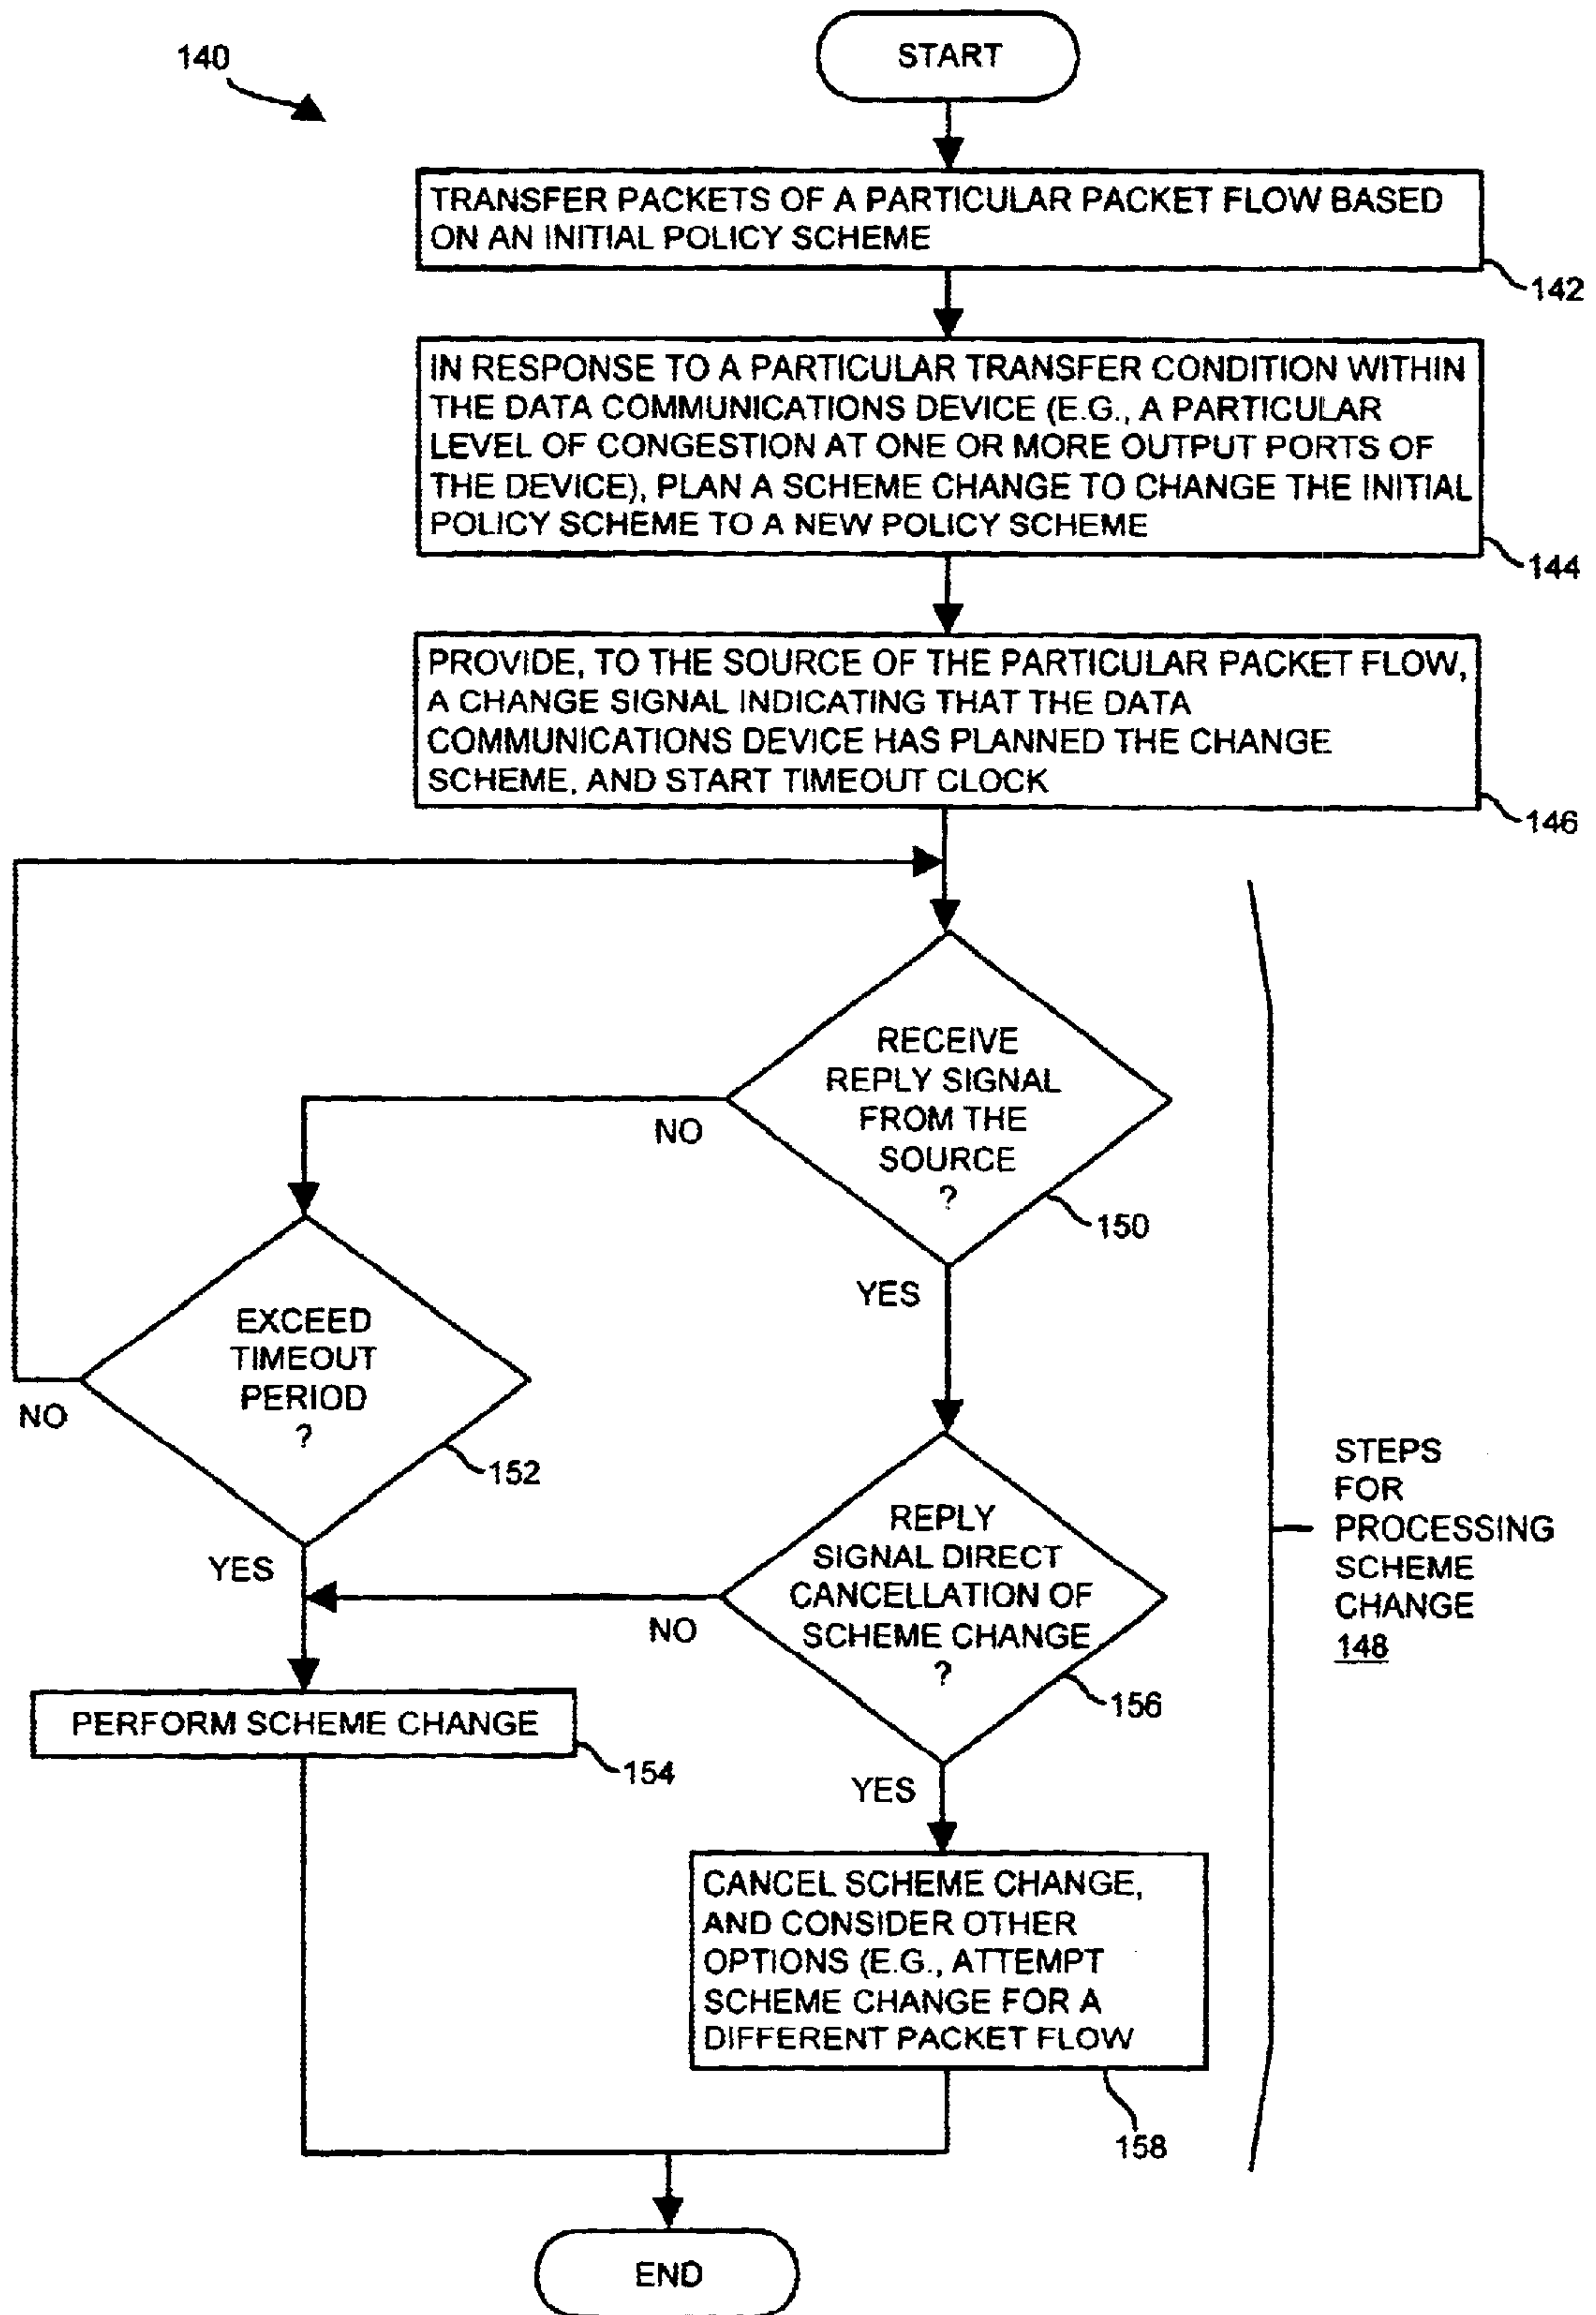 140
START
TRANSFER PACKETS OF A PARTICULAR PACKET FLOW BASED
ON AN INITIAL POLICY SCHEME
142
IN RESPONSE TO A PARTICULAR TRANSFER CONDITION WITHIN
THE DATA COMMUNICATIONS DEVICE (E.G., A PARTICULAR
LEVEL OF CONGESTION AT ONE OR MORE OUTPUT PORTS OF
THE DEVICE), PLAN A SCHEME CHANGE TO CHANGE THE INITIAL
POLICY SCHEME TO A NEW POLICY SCHEME
144
PROVIDE, TO THE SOURCE OF THE PARTICULAR PACKET FLOW,
A CHANGE SIGNAL INDICATING THAT THE DATA
COMMUNICATIONS DEVICE HAS PLANNED THE CHANGE
SCHEME, AND START TIMEOUT CLOCK
146
RECEIVE
REPLY SIGNAL
FROM THE
SOURCE
?
150
NO
YES
EXCEED
TIMEOUT
PERIOD
?
152
NO
YES
REPLY
SIGNAL DIRECT
CANCELLATION OF
SCHEME CHANGE
?
156
NO
YES
STEPS
FOR
PROCESSING
SCHEME
CHANGE
148
PERFORM SCHEME CHANGE
154
CANCEL SCHEME CHANGE,
AND CONSIDER OTHER
OPTIONS (E.G., ATTEMPT
SCHEME CHANGE FOR A
DIFFERENT PACKET FLOW
158
END